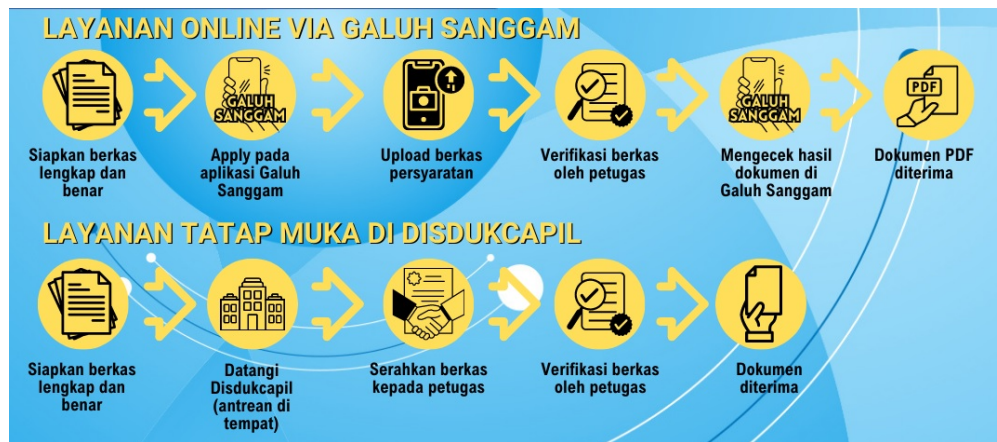 LAYANAN ONLINE VIA GALUH SANGGAM
GALUH
SANGGAM
GALUH
SANGGAM
PDF
Siapkan berkas
lengkap dan
benar
Apply pada
aplikasi Galuh
Sanggam
Upload berkas
persyaratan
Verifikasi berkas
oleh petugas
Mengecek hasil
dokumen di
Galuh Sanggam
Dokumen PDF
diterima
LAYANAN TATAP MUKA DI DISDUKCAPIL
Siapkan berkas
lengkap dan
benar
Datangi
Disdukcapil
(antrean di
tempat)
Serahkan berkas
kepada petugas
Verifikasi berkas
oleh petugas
Dokumen
diterima